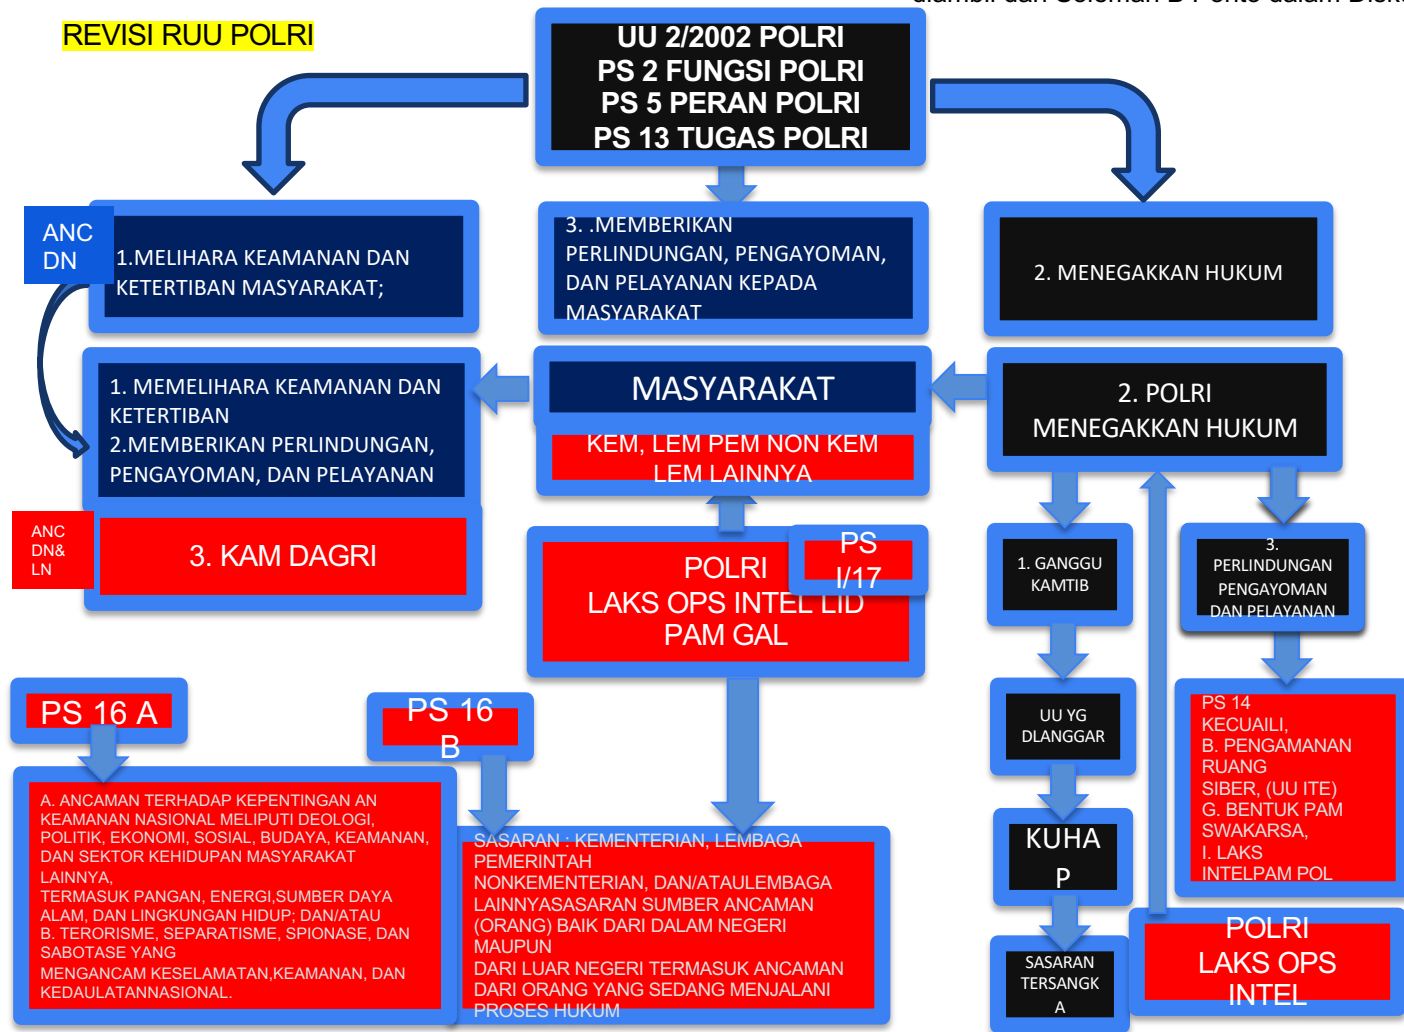 REVISI RUU POLRI
UU 2/2002 POLRI
PS 2 FUNGSI POLRI
PS 5 PERAN POLRI
PS 13 TUGAS POLRI
ANC
DN
1.MELIHARA KEAMANAN DAN
KETERTIBAN MASYARAKAT;
3. .MEMBERIKAN
PERLINDUNGAN, PENGAYOMAN,
DAN PELAYANAN KEPADA
MASYARAKAT
2. MENEGAKKAN HUKUM
1. MEMELIHARA KEAMANAN DAN
KETERTIBAN
2.MEMBERIKAN PERLINDUNGAN,
PENGAYOMAN, DAN PELAYANAN
MASYARAKAT
KEM, LEM PEM NON KEM
LEM LAINNYA
2. POLRI
MENEGAKKAN HUKUM
ANC
DN&
LN
3. KAM DAGRI
PS
I/17
POLRI
LAKS OPS INTEL LID
PAM GAL
1. GANGGU
KAMTIB
3.
PERLINDUNGAN
PENGAYOMAN
DAN PELAYANAN
PS 16 A
PS 16
B
UU YG
DLANGGAR
PS 14
KECUAILI,
B. PENGAMANAN
RUANG
SIBER, (UU ITE)
G. BENTUK PAM
SWAKARSA,
I. LAKS
INTELPAM POL
A. ANCAMAN TERHADAP KEPENTINGAN AN
KEAMANAN NASIONAL MELIPUTI DEOLOGI,
POLITIK, EKONOMI, SOSIAL, BUDAYA, KEAMANAN,
DAN SEKTOR KEHIDUPAN MASYARAKAT
LAINNYA,
TERMASUK PANGAN, ENERGI,SUMBER DAYA
ALAM, DAN LINGKUNGAN HIDUP; DAN/ATAU
B. TERORISME, SEPARATISME, SPIONASE, DAN
SABOTASE YANG
MENGANCAM KESELAMATAN,KEAMANAN, DAN
KEDAULATANNASIONAL.
SASARAN : KEMENTERIAN, LEMBAGA
PEMERINTAH
NONKEMENTERIAN, DAN/ATAULEMBAGA
LAINNYASASARAN SUMBER ANCAMAN
(ORANG) BAIK DARI DALAM NEGERI
MAUPUN
DARI LUAR NEGERI TERMASUK ANCAMAN
DARI ORANG YANG SEDANG MENJALANI
PROSES HUKUM
KUHA
P
SASARAN
TERSANGK
A
POLRI
LAKS OPS
INTEL